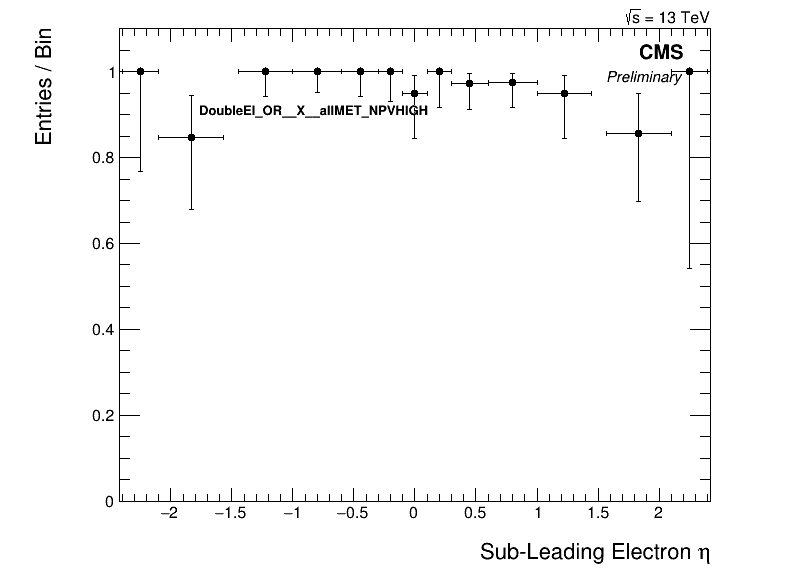 √s = 13 TeV
CMS
Preliminary
DoubleEl_OR__X__allMET_NPVHIGH
Entries / Bin
1
0.8
0.6
0.4
0.2
0
−2 −1.5 −1 −0.5 0 0.5 1 1.5 2
Sub-Leading Electron η